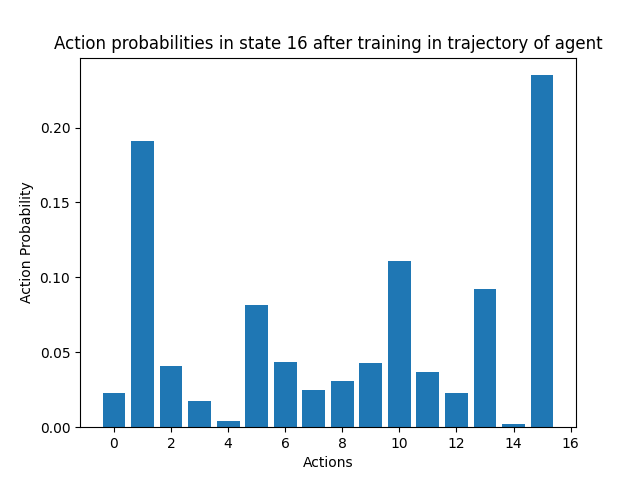 Action probabilities in state 16 after training in trajectory of agent
0.20
0.15
0.10
0.05
0.00
Action Probability
0 2 4 6 8 10 12 14 16
Actions